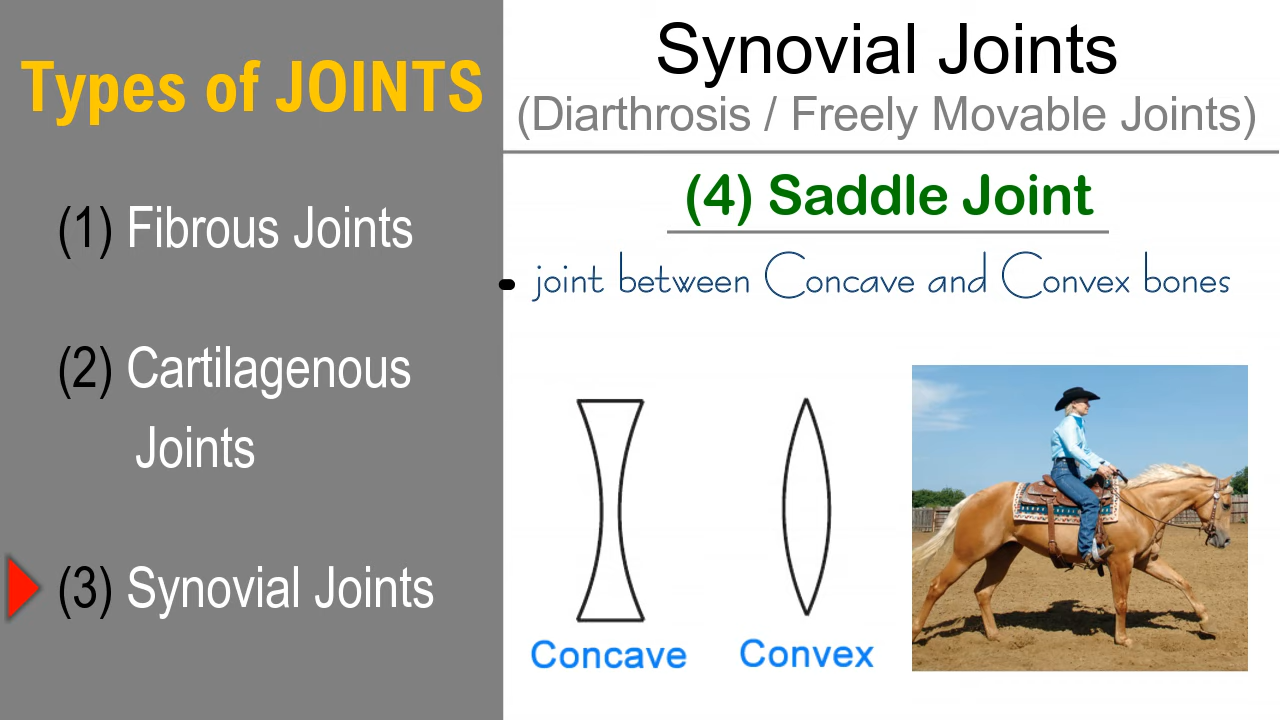 Types of JOINTS
(1) Fibrous Joints
(2) Cartilagenous
Joints
(3) Synovial Joints
Synovial Joints
(Diarthrosis / Freely Movable Joints)
(4) Saddle Joint
• joint between Concave and Convex bones
Concave
Convex